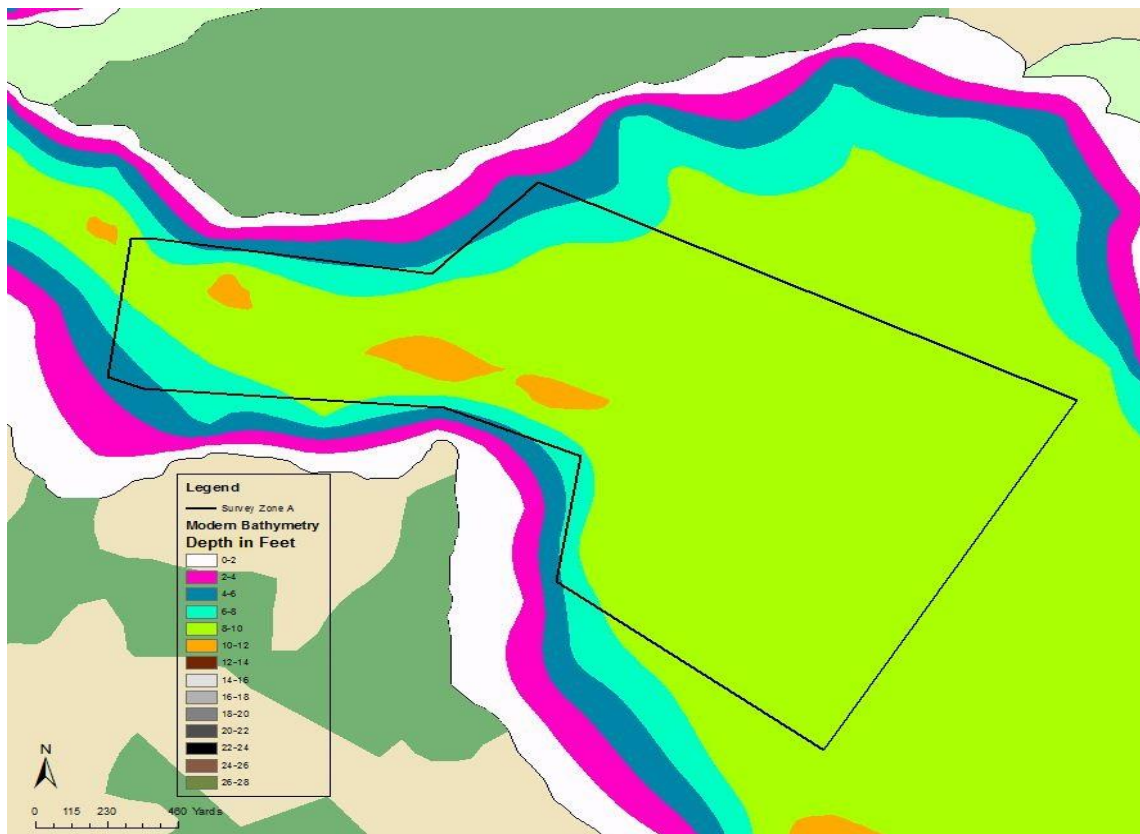 Legend
Survey Zone A
Modern Bathymetry
Depth in Feet
0-2
2-4
4-6
6-8
8-10
10-12
12-14
14-16
16-18
18-20
20-22
22-24
24-26
26-28
N
0 115 230 460 Yards